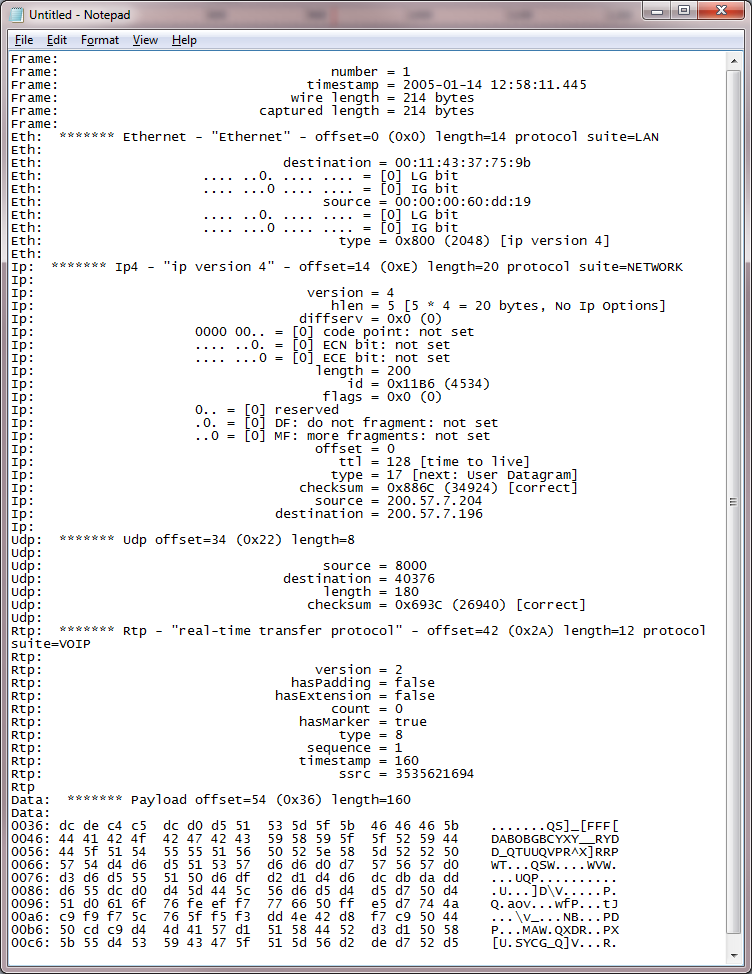 Untitled - Notepad
File Edit Format View Help
Frame:
Frame: number = 1
Frame: timestamp = 2005-01-14 12:58:11.445
Frame: wire length = 214 bytes
Frame: captured length = 214 bytes
Frame:
Eth: ******* Ethernet - "Ethernet" - offset=0 (0x0) length=14 protocol suite=LAN
Eth:
Eth: destination = 00:11:43:37:75:9b
Eth: .... ..0. .... .... = [0] LG bit
Eth: .... ...0 .... .... = [0] IG bit
Eth: source = 00:00:00:60:dd:19
Eth: .... ..0. .... .... = [0] LG bit
Eth: .... ...0 .... .... = [0] IG bit
Eth: type = 0x800 (2048) [ip version 4]
Eth:
Ip: ******* Ip4 - "ip version 4" - offset=14 (0xE) length=20 protocol suite=NETWORK
Ip:
Ip: version = 4
Ip: hlen = 5 [5 * 4 = 20 bytes, No Ip Options]
Ip: diffserv = 0x0 (0)
Ip: 0000 00.. = [0] code point: not set
Ip: .... ..0. = [0] ECN bit: not set
Ip: .... ...0 = [0] ECE bit: not set
Ip: length = 200
Ip: id = 0x11B6 (4534)
Ip: flags = 0x0 (0)
Ip: 0.. = [0] reserved
Ip: .0. = [0] DF: do not fragment: not set
Ip: ..0 = [0] MF: more fragments: not set
Ip: offset = 0
Ip: ttl = 128 [time to live]
Ip: type = 17 [next: User Datagram]
Ip: checksum = 0x886C (34924) [correct]
Ip: source = 200.57.7.204
Ip: destination = 200.57.7.196
Ip:
Udp: ******* Udp offset=34 (0x22) length=8
Udp:
Udp: source = 8000
Udp: destination = 40376
Udp: length = 180
Udp: checksum = 0x693C (26940) [correct]
Udp:
Rtp: ******* Rtp - "real-time transfer protocol" - offset=42 (0x2A) length=12 protocol
suite=VOIP
Rtp:
Rtp: version = 2
Rtp: hasPadding = false
Rtp: hasExtension = false
Rtp: count = 0
Rtp: hasMarker = true
Rtp: type = 8
Rtp: sequence = 1
Rtp: timestamp = 160
Rtp: ssrc = 3535621694
Rtp
Data: ******* Payload offset=54 (0x36) length=160
Data:
0036: dc de c4 c5 dc d0 d5 51 53 5d 5f 5b 46 46 46 5b .......QS]_[FFF[
0046: 44 41 42 4f 42 47 42 43 59 58 59 5f 5f 52 59 44 DABOBGBCYXY__RYD
0056: 44 5f 51 54 55 55 51 56 50 52 5e 58 5d 52 52 50 D_QTUUQVPR^X]RRP
0066: 57 54 d4 d6 d5 51 53 57 d6 d6 d0 d7 57 56 57 d0 WT...QSW....WVW.
0076: d3 d6 d5 55 51 50 d6 df d2 d1 d4 d6 dc db da dd ...UQP..........
0086: d6 55 dc d0 d4 5d 44 5c 56 d6 d5 d4 d5 d7 50 d4 .U...]D\V.....P.
0096: 51 d0 61 6f 76 fe ef f7 77 66 50 ff e5 d7 74 4a Q.aov...wfP...tJ
00a6: c9 f9 f7 5c 76 5f f5 f3 dd 4e 42 d8 f7 c9 50 44 ...\v_...NB...PD
00b6: 50 cd c9 d4 4d 41 57 d1 51 58 44 52 d3 d1 50 58 P...MAW.QXDR..PX
00c6: 5b 55 d4 53 59 43 47 5f 51 5d 56 d2 de d7 52 d5 [U.SYCG_Q]V...R.